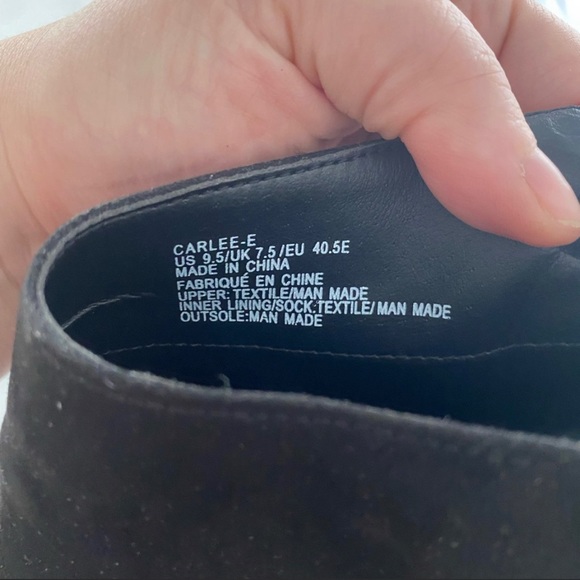 CARLEE-E
US 9.5/UK 7.5/EU 40.5E
MADE IN CHINA
FABRIQUÉ EN CHINE
UPPER: TEXTILE/MAN MADE
INNER LINING/SOCK:TEXTILE/MAN MADE
OUTSOLE:MAN MADE